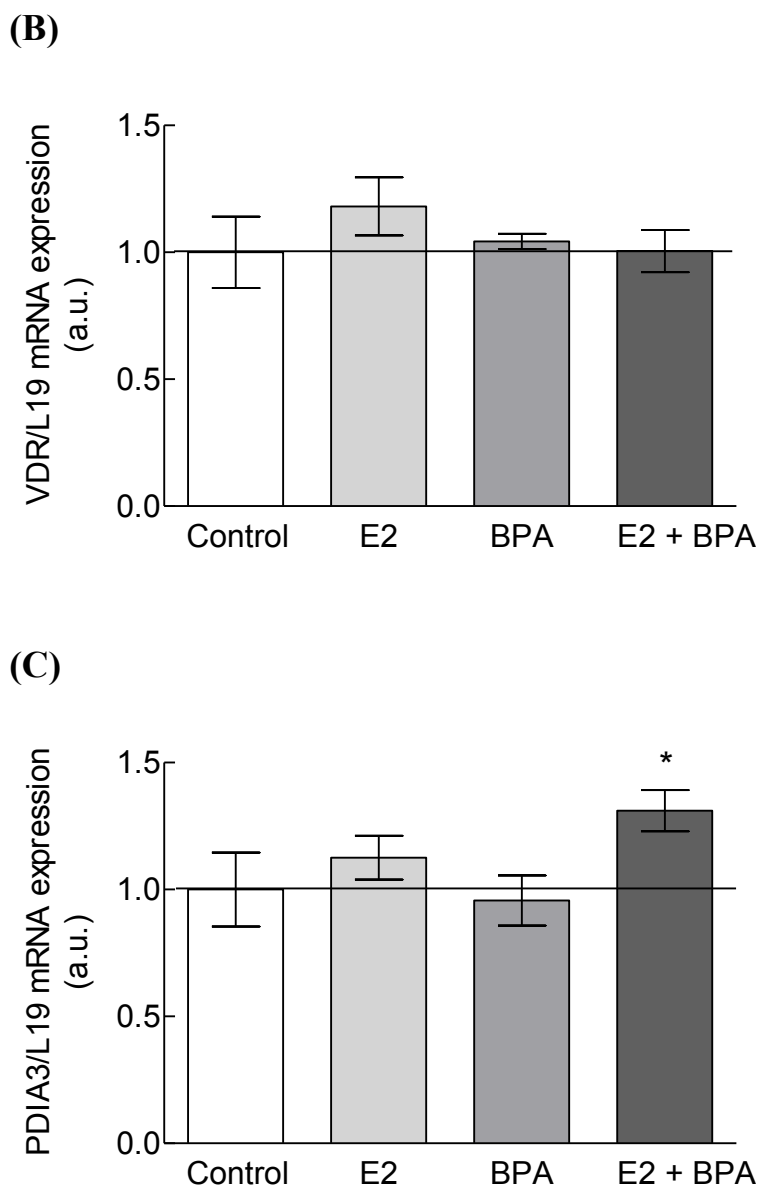 (B)
VDR/L19 mRNA expression
(a.u.)
1.5
1.0
0.5
0.0
Control E2 BPA E2 + BPA
(C)
PDIA3/L19 mRNA expression
(a.u.)
1.5
1.0
0.5
0.0
*
Control E2 BPA E2 + BPA